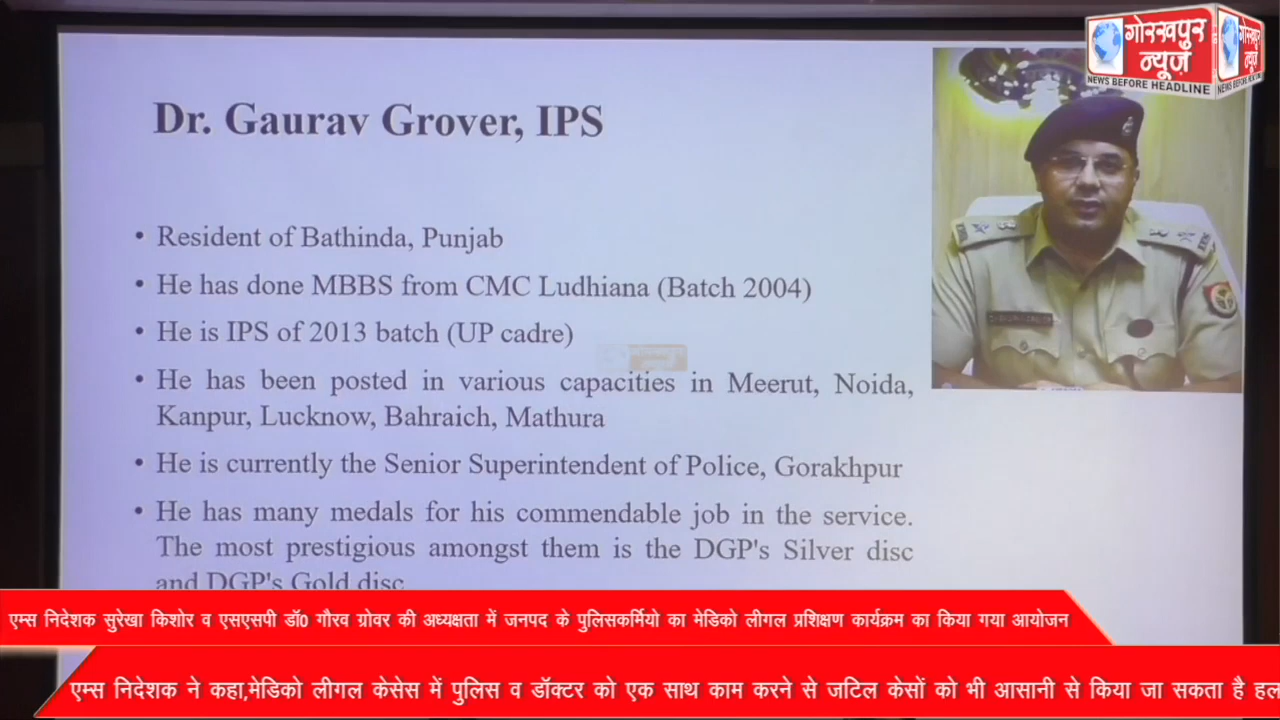 गोरखपुर
न्यूज़
NEWS BEFORE HEADLINE
Dr. Gaurav Grover, IPS
• Resident of Bathinda, Punjab
• He has done MBBS from CMC Ludhiana (Batch 2004)
• He is IPS of 2013 batch (UP cadre)
• He has been posted in various capacities in Meerut, Noida,
Kanpur, Lucknow, Bahraich, Mathura
• He is currently the Senior Superintendent of Police, Gorakhpur
• He has many medals for his commendable job in the service.
The most prestigious amongst them is the DGP's Silver disc
and DGP's Gold disc
एम्स निदेशक सुरेखा किशोर व एसएसपी डॉ0 गौरव ग्रोवर की अध्यक्षता में जनपद के पुलिसकर्मियो का मेडिको लीगल प्रशिक्षण कार्यक्रम का किया गया आयोजन
एम्स निदेशक ने कहा,मेडिको लीगल केसेस में पुलिस व डॉक्टर को एक साथ काम करने से जटिल केसों को भी आसानी से किया जा सकता है हल